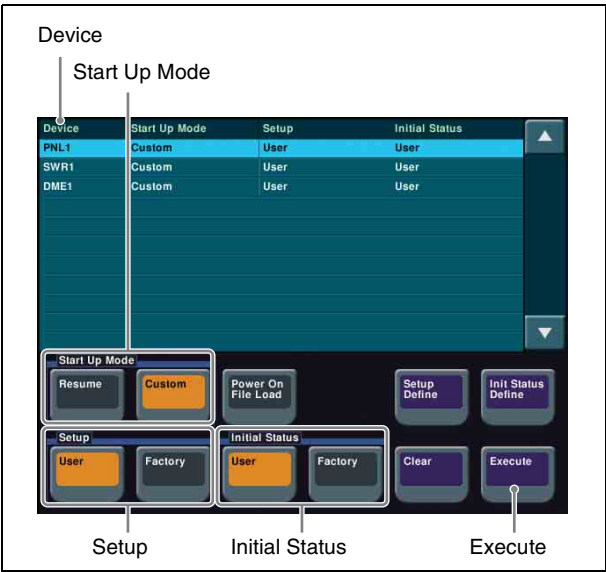 Device
Start Up Mode
Device Start Up Mode Setup Initial Status
PNL1 Custom User User
SWR1 Custom User User
DME1 Custom User User
Start Up Mode
Resume Custom Power On File Load Setup Define Init Status Define
Setup Initial Status
User Factory User Factory Clear Execute
Setup Initial Status Execute